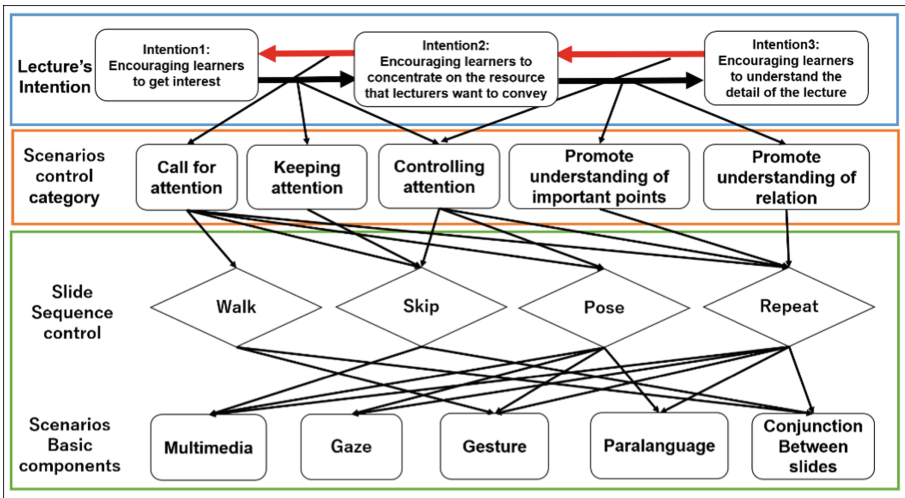 Lecture's
Intention
Intention1:
Encouraging learners
to get interest
Intention2:
Encouraging learners to
concentrate on the resource
that lecturers want to convey
Intention3:
Encouraging learners
to understand the
detail of the lecture
Scenarios
control
category
Call for
attention
Keeping
attention
Controlling
attention
Promote
understanding of
important points
Promote
understanding of
relation
Slide
Sequence
control
Walk
Skip
Pose
Repeat
Scenarios
Basic
components
Multimedia
Gaze
Gesture
Paralanguage
Conjunction
Between
slides